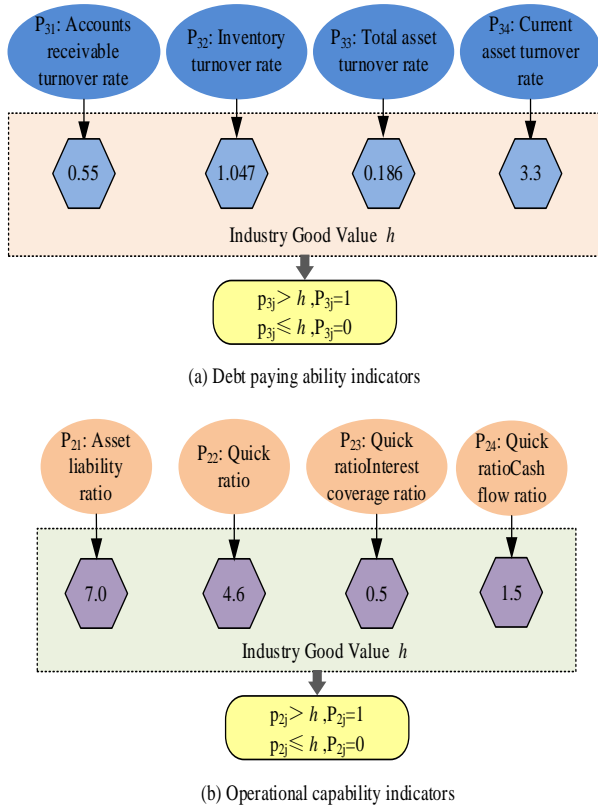 P31: Accounts
receivable
turnover rate
P32: Inventory
turnover rate
P33: Total asset
turnover rate
P34: Current
asset turnover
rate
0.55
1.047
0.186
3.3
Industry Good Value h
p3j> h ,P3j=1
p3j≤ h ,P3j=0
(a) Debt paying ability indicators
P21: Asset
liability
ratio
P22: Quick
ratio
P23: Quick
ratioInterest
coverage ratio
P24: Quick
ratioCash
flow ratio
7.0
4.6
0.5
1.5
Industry Good Value h
p2j> h ,P2j=1
p2j≤ h ,P2j=0
(b) Operational capability indicators